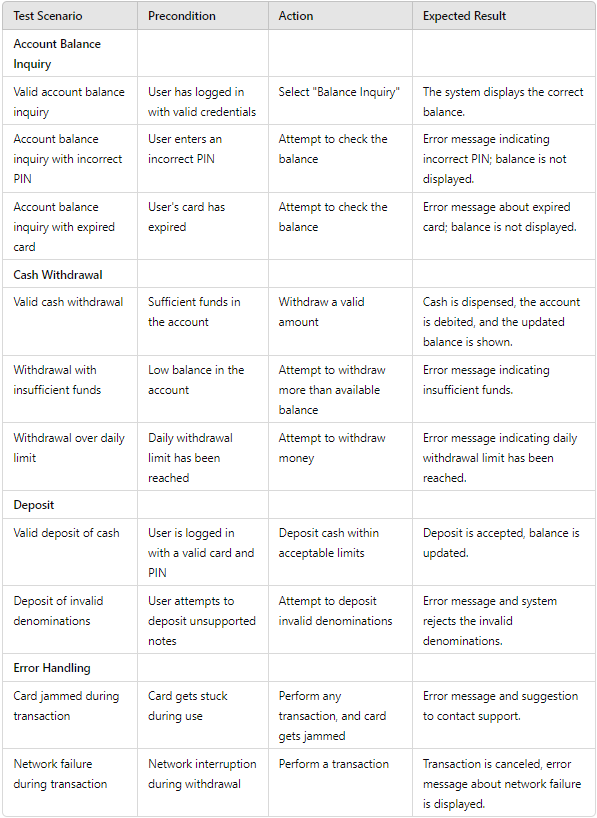 Test Scenario Precondition Action Expected Result
Account Balance
Inquiry
Valid account balance User has logged in Select "Balance Inquiry" The system displays the correct
inquiry with valid credentials balance.
Account balance User enters an Attempt to check the Error message indicating
inquiry with incorrect incorrect PIN balance incorrect PIN; balance is not
PIN displayed.
Account balance User's card has Attempt to check the Error message about expired
inquiry with expired expired balance card; balance is not displayed.
card
Cash Withdrawal
Valid cash withdrawal Sufficient funds in Withdraw a valid Cash is dispensed, the account
the account amount is debited, and the updated
balance is shown.
Withdrawal with Low balance in the Attempt to withdraw Error message indicating
insufficient funds account more than available insufficient funds.
balance
Withdrawal over daily Daily withdrawal Attempt to withdraw Error message indicating daily
limit limit has been money withdrawal limit has been
reached reached.
Deposit
Valid deposit of cash User is logged in Deposit cash within Deposit is accepted, balance is
with a valid card and acceptable limits updated.
PIN
Deposit of invalid User attempts to Attempt to deposit Error message and system
denominations deposit unsupported invalid denominations rejects the invalid
notes denominations.
Error Handling
Card jammed during Card gets stuck Perform any Error message and suggestion
transaction during use transaction, and card to contact support.
gets jammed
Network failure Network interruption Perform a transaction Transaction is canceled, error
during transaction during withdrawal message about network failure
is displayed.